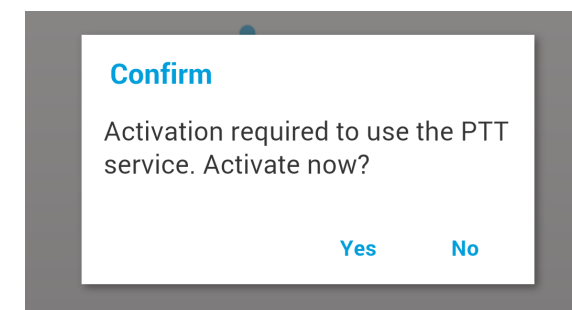 Confirm
Activation required to use the PTT
service. Activate now?
Yes No